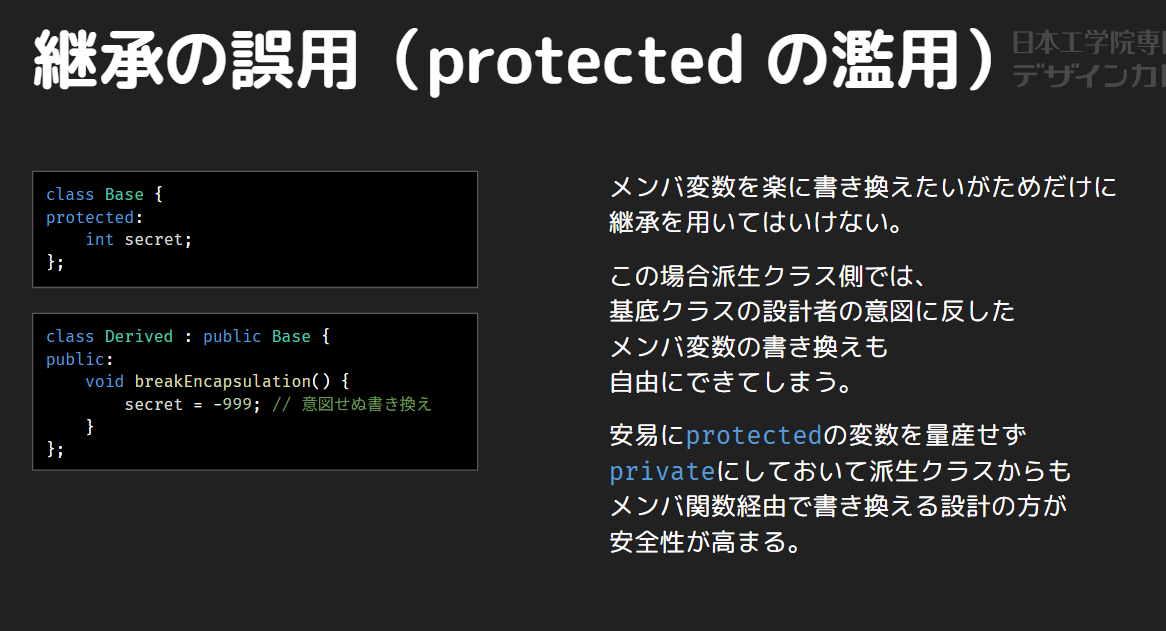 継承の誤用（protected の濫用）
日本工学院専
デザインカ
class Base {
protected:
    int secret;
};
class Derived : public Base {
public:
    void breakEncapsulation() {
        secret = -999; // 意図せぬ書き換え
    }
};
メンバ変数を楽に書き換えたいがためだけに
継承を用いてはいけない。
この場合派生クラス側では、
基底クラスの設計者の意図に反した
メンバ変数の書き換えも
自由にできてしまう。
安易にprotectedの変数を量産せず
privateにしておいて派生クラスからも
メンバ関数経由で書き換える設計の方が
安全性が高まる。